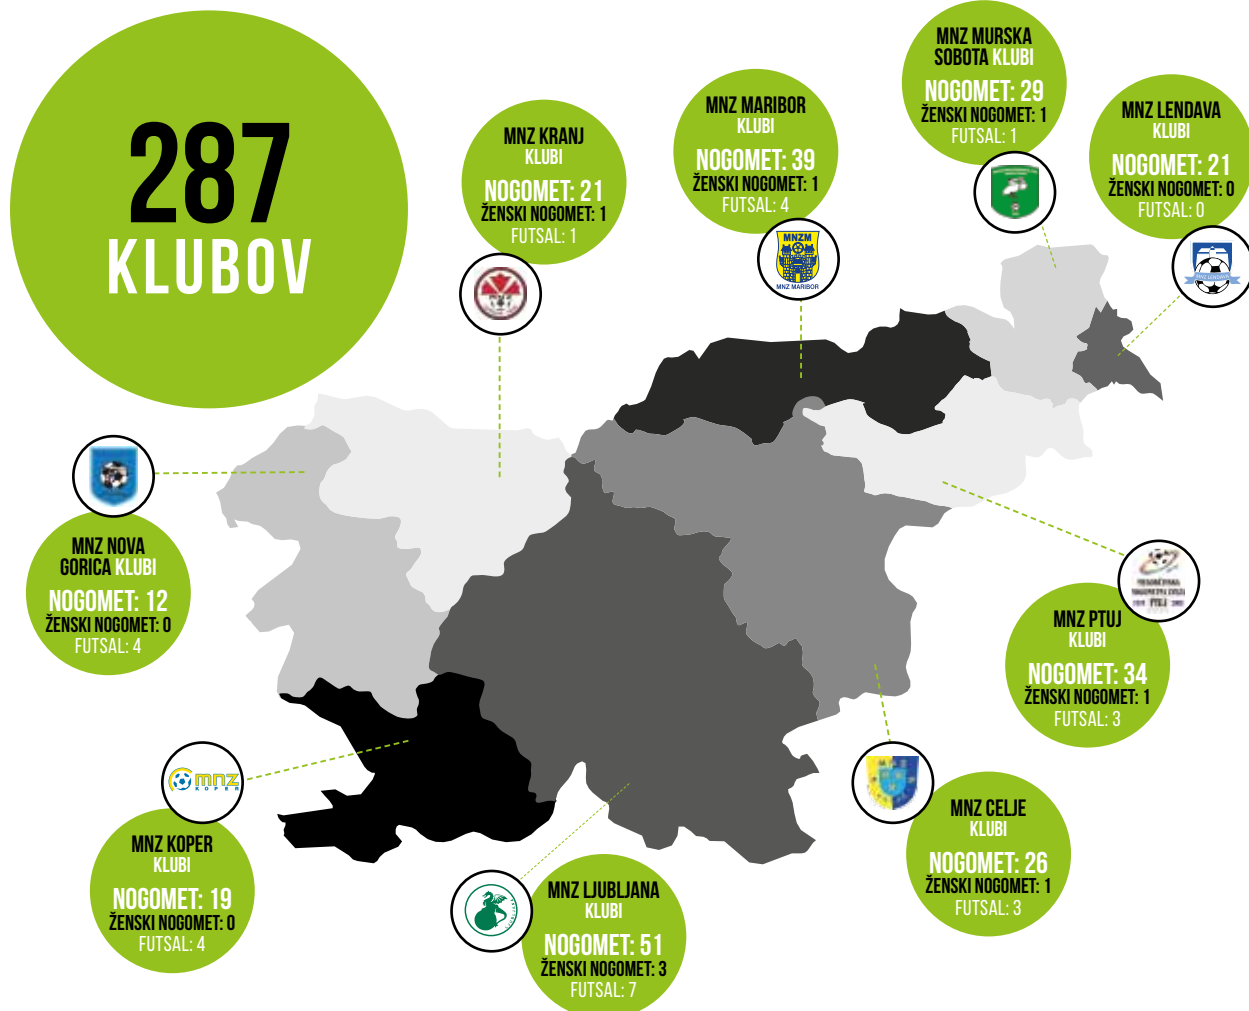 287
KLUBOV
MNZ KRANJ
KLUBI
NOGOMET: 21
ŽENSKI NOGOMET: 1
FUTSAL: 1
MNZ MARIBOR
KLUBI
NOGOMET: 39
ŽENSKI NOGOMET: 1
FUTSAL: 4
MNZM
MNZ MARIBOR
MNZ MURSKA
SOBOTA KLUBI
NOGOMET: 29
ŽENSKI NOGOMET: 1
FUTSAL: 1
MNZ LENDAVA
KLUBI
NOGOMET: 21
ŽENSKI NOGOMET: 0
FUTSAL: 0
MNZ LENDAVA
MNZ NOVA
GORICA KLUBI
NOGOMET: 12
ŽENSKI NOGOMET: 0
FUTSAL: 4
PTUJ
MNZ PTUJ
KLUBI
NOGOMET: 34
ŽENSKI NOGOMET: 1
FUTSAL: 3
mnz
KOPER
MNZ KOPER
KLUBI
NOGOMET: 19
ŽENSKI NOGOMET: 0
FUTSAL: 4
MNZ LJUBLJANA
KLUBI
NOGOMET: 51
ŽENSKI NOGOMET: 3
FUTSAL: 7
MNZ CELJE
KLUBI
NOGOMET: 26
ŽENSKI NOGOMET: 1
FUTSAL: 3